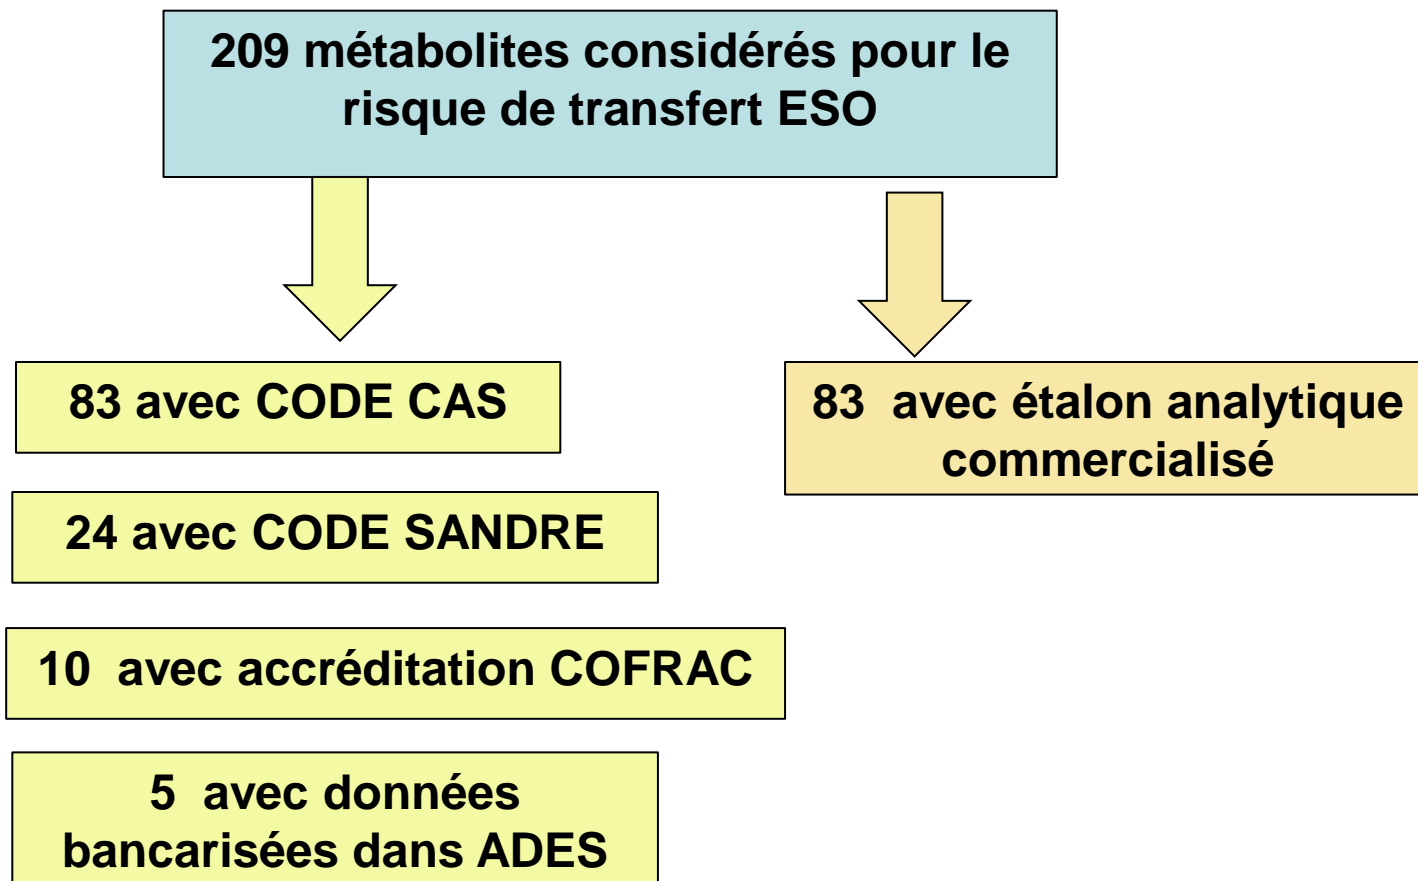 209 métabolites considérés pour le
risque de transfert ESO
83 avec CODE CAS
83 avec étalon analytique
commercialisé
24 avec CODE SANDRE
10 avec accréditation COFRAC
5 avec données
bancarisées dans ADES